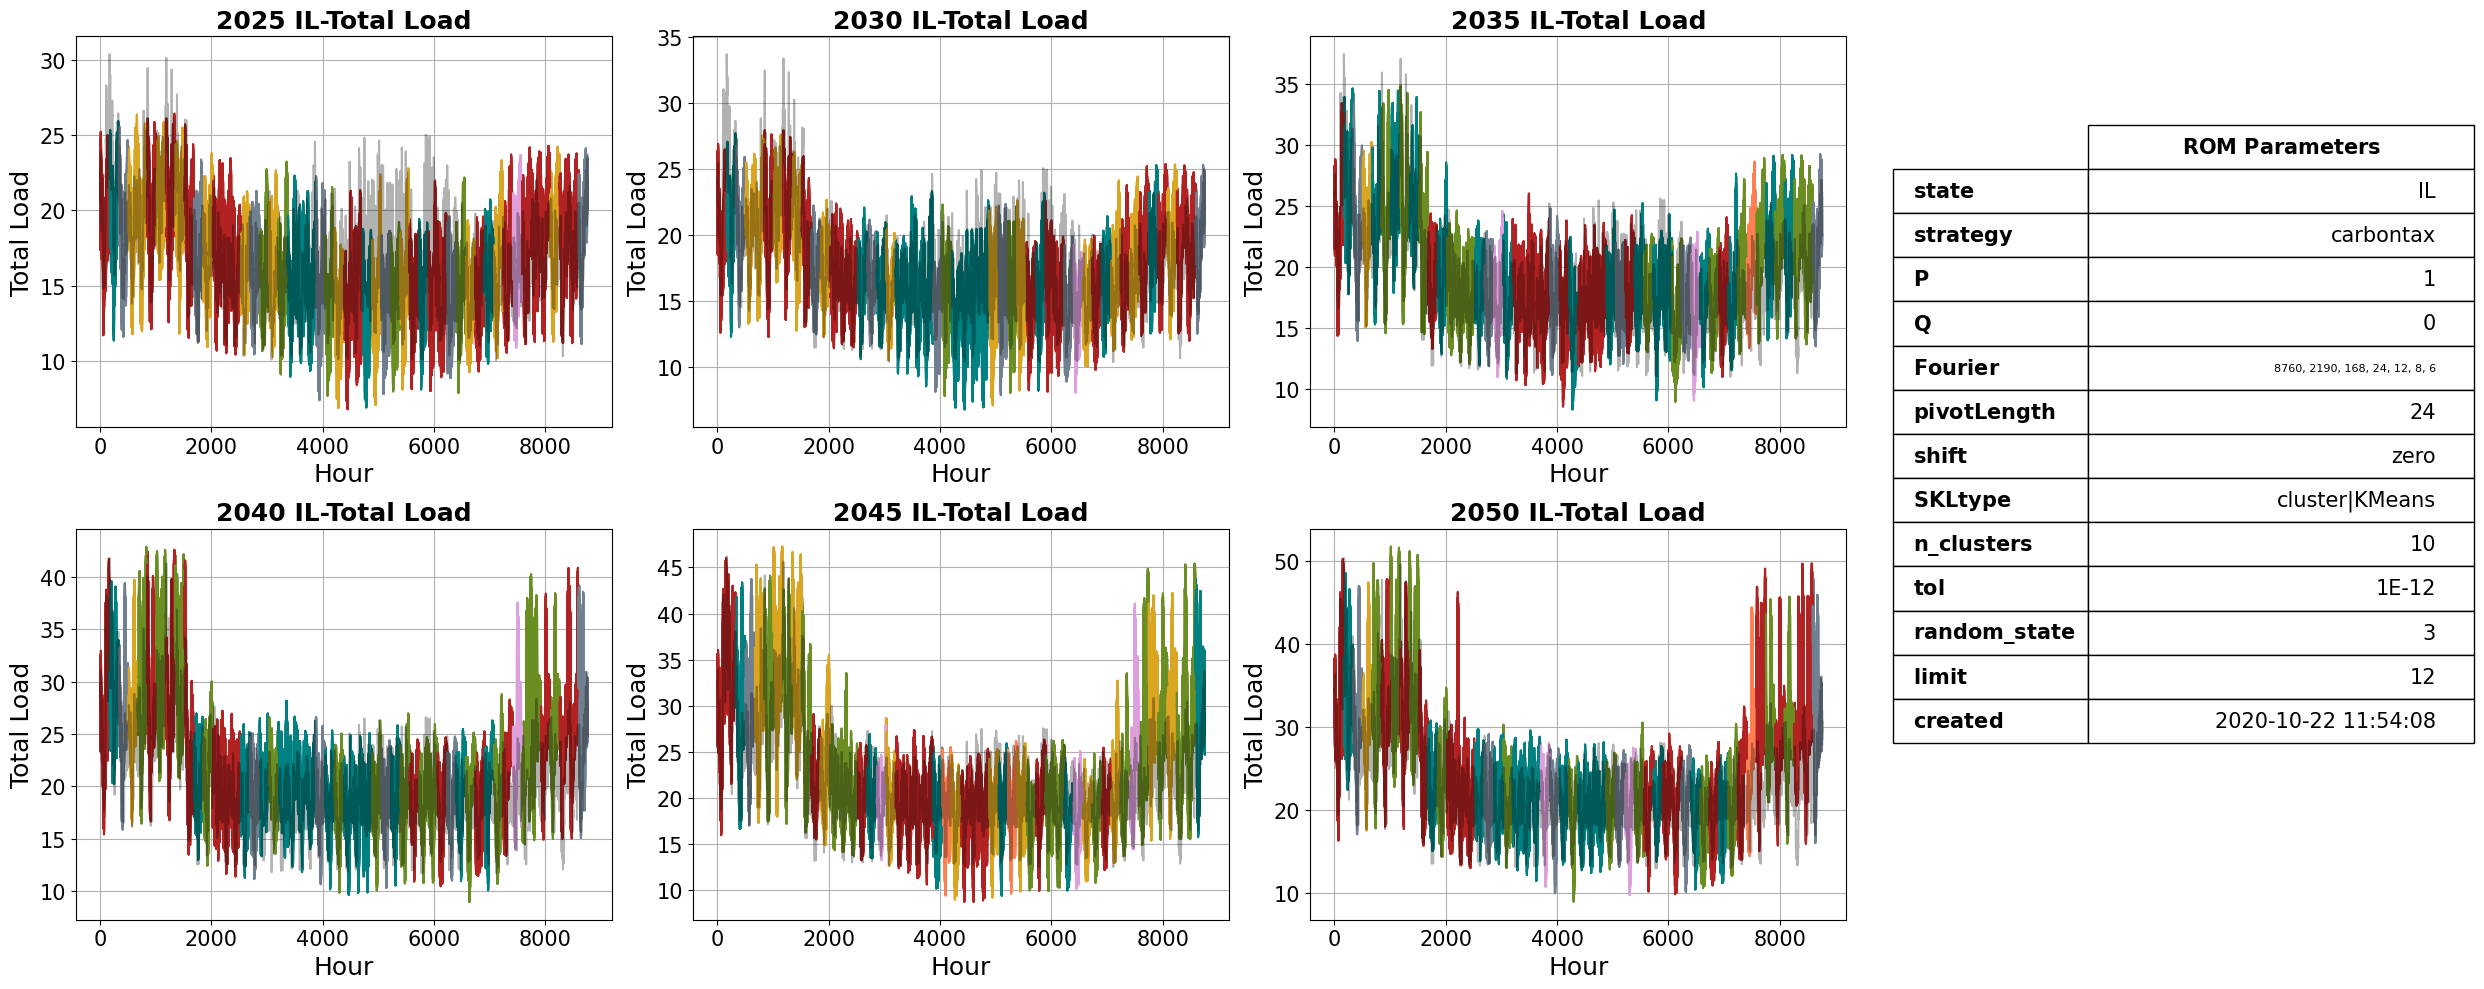 2025 IL-Total Load
Total Load
30
25
20
15
10
0 2000 4000 6000 8000
Hour
2030 IL-Total Load
Total Load
35
30
25
20
15
10
0 2000 4000 6000 8000
Hour
2035 IL-Total Load
Total Load
35
30
25
20
15
10
0 2000 4000 6000 8000
Hour
2040 IL-Total Load
Total Load
40
35
30
25
20
15
10
0 2000 4000 6000 8000
Hour
2045 IL-Total Load
Total Load
45
40
35
30
25
20
15
10
0 2000 4000 6000 8000
Hour
2050 IL-Total Load
Total Load
50
40
30
20
10
0 2000 4000 6000 8000
Hour
ROM Parameters
state IL
strategy carbontax
P 1
Q 0
Fourier 8760, 2190, 168, 24, 12, 8, 6
pivotLength 24
shift zero
SKLtype cluster|KMeans
n_clusters 10
tol 1E-12
random_state 3
limit 12
created 2020-10-22 11:54:08